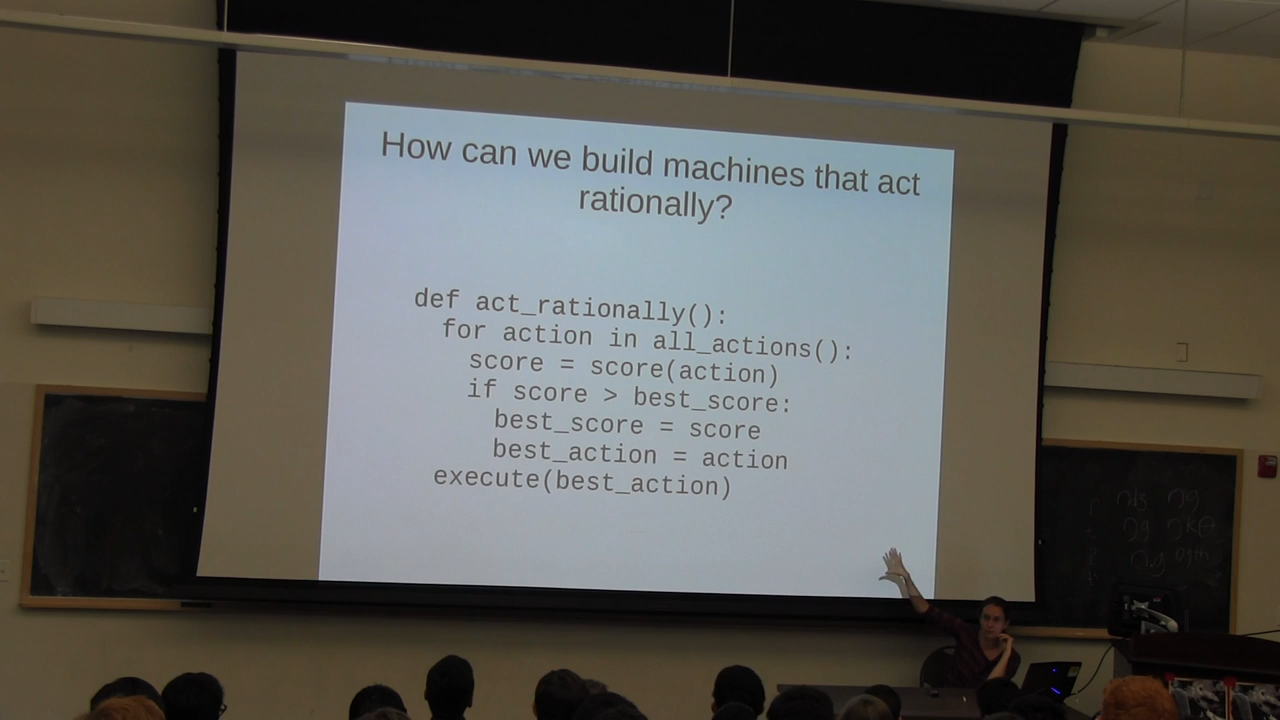 How can we build machines that act
rationally?
def act_rationally():
for action in all_actions():
score = score(action)
if score > best_score:
best_score = score
best_action = action
execute(best_action)